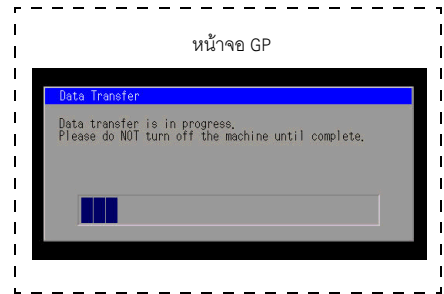 หน้าจอ GP
Data Transfer
Data transfer is in progress.
Please do NOT turn off the machine until complete.